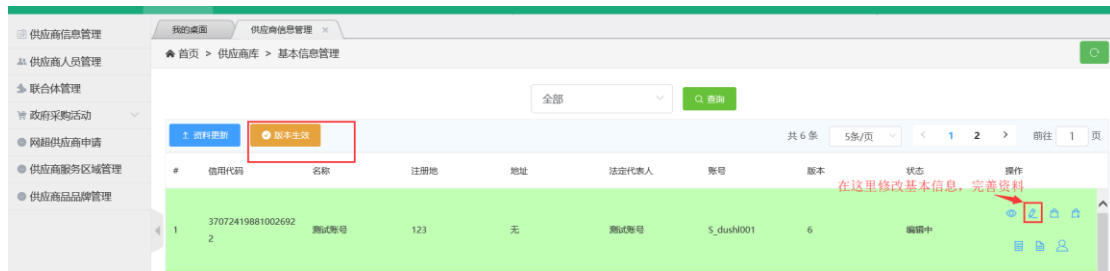 供应商信息管理
供应商人员管理
联合体管理
政府采购活动
网超供应商申请
供应商服务区域管理
供应商品品牌管理
我的桌面 供应商信息管理 ×
首页 > 供应商库 > 基本信息管理
全部 查询
资料更新 版本生效 共 6 条 5条/页 < 1 2 > 前往 1 页
# 信用代码 名称 注册地 地址 法定代表人 账号 版本 状态 操作
在这里修改基本信息，完善资料
1 37072419881002692
2 测试账号 123 无 测试账号 S_dushl001 6 编辑中